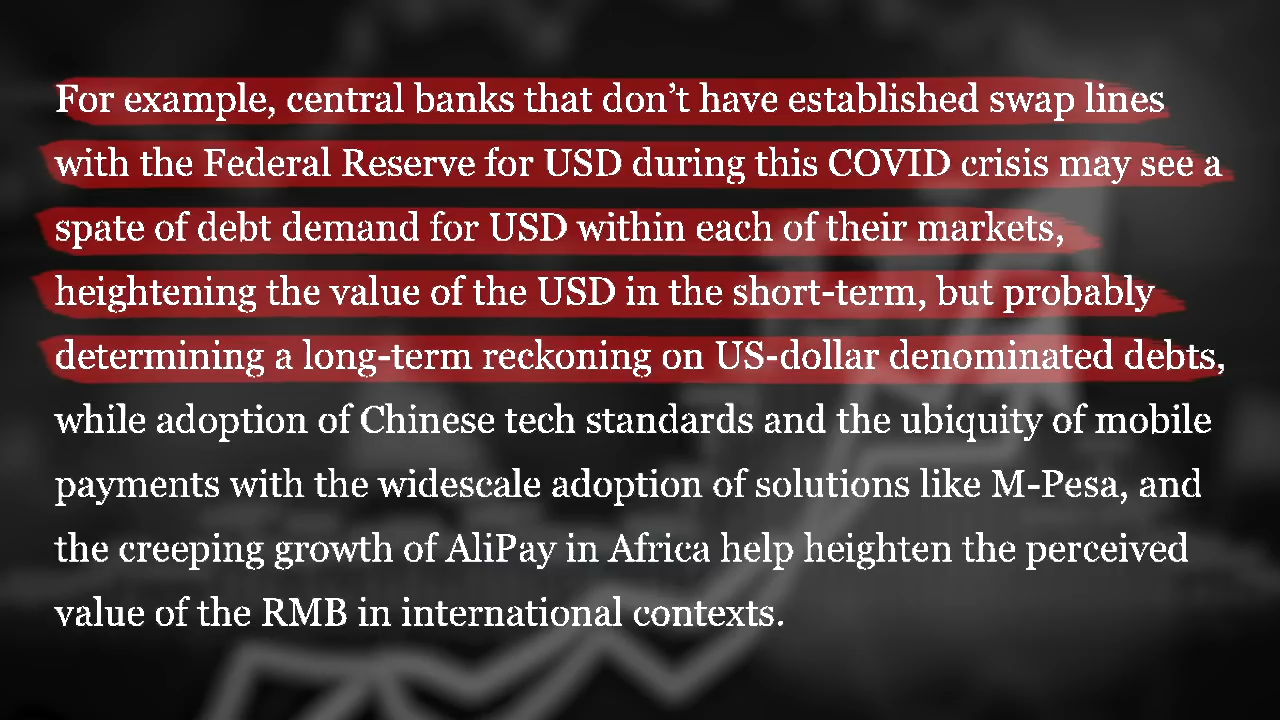 For example, central banks that don’t have established swap lines
with the Federal Reserve for USD during this COVID crisis may see a
spate of debt demand for USD within each of their markets,
heightening the value of the USD in the short-term, but probably
determining a long-term reckoning on US-dollar denominated debts,
while adoption of Chinese tech standards and the ubiquity of mobile
payments with the widescale adoption of solutions like M-Pesa, and
the creeping growth of AliPay in Africa help heighten the perceived
value of the RMB in international contexts.